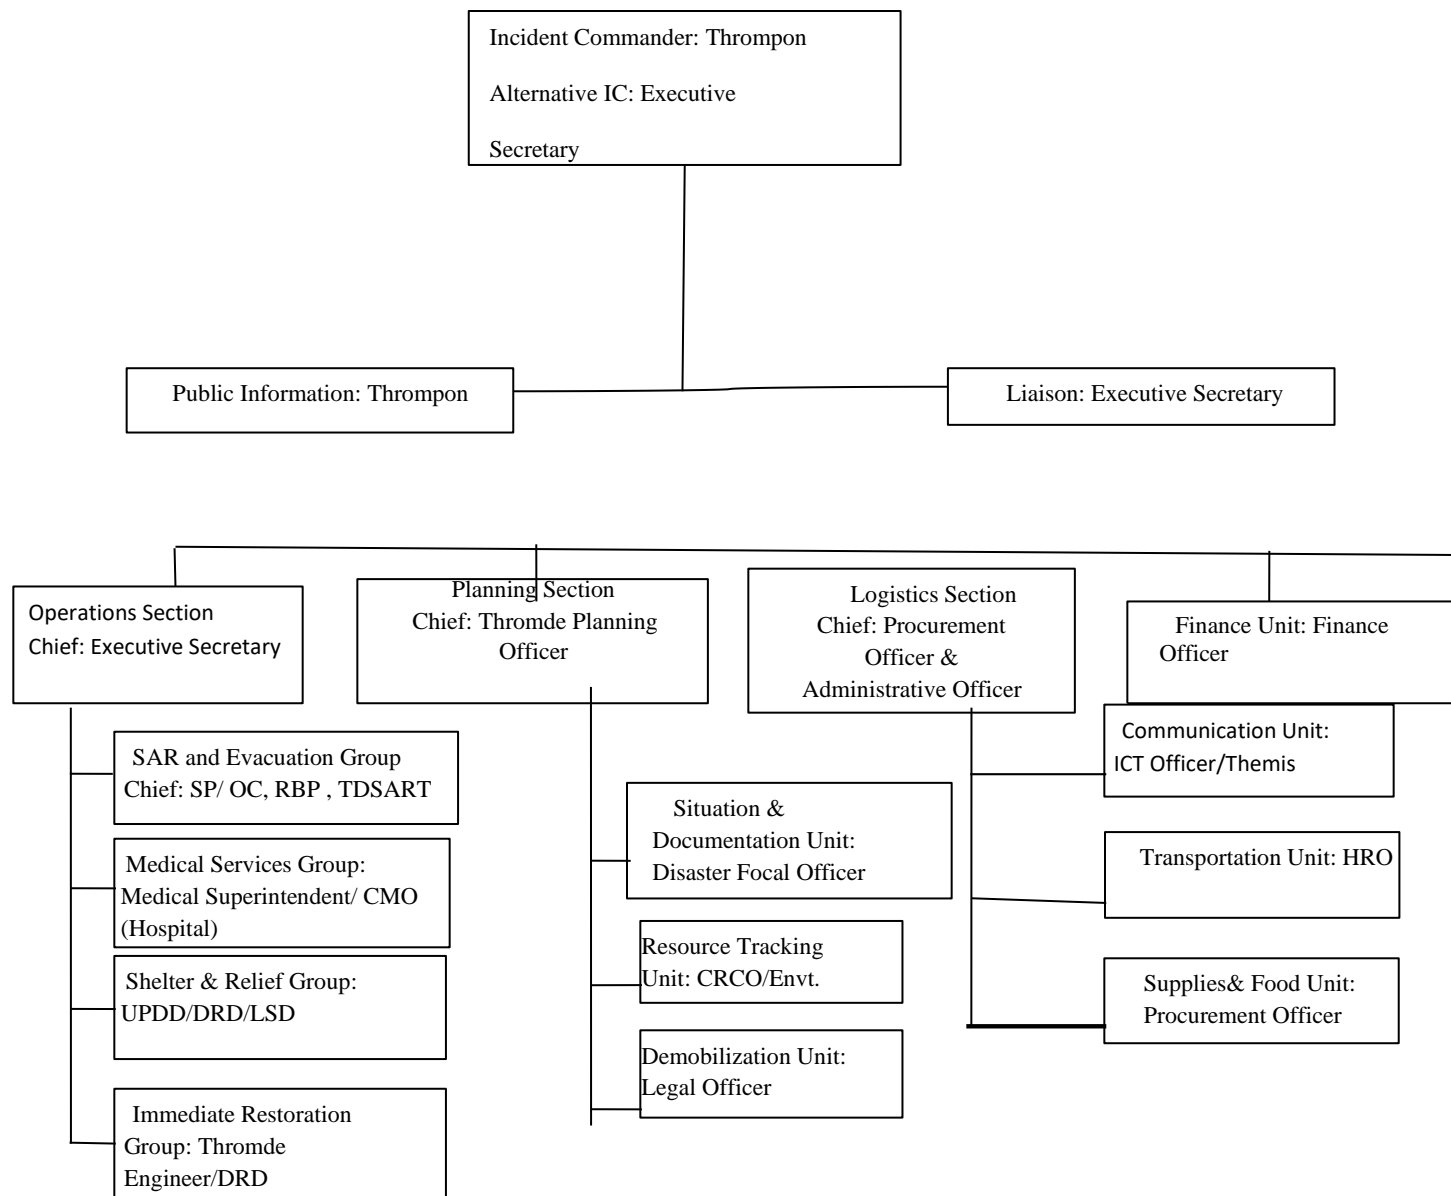 Incident Commander: Thrompon
Alternative IC: Executive
Secretary
Public Information: Thrompon
Liaison: Executive Secretary
Operations Section
Chief: Executive Secretary
Planning Section
Chief: Thromde Planning
Officer
Logistics Section
Chief: Procurement
Officer &
Administrative Officer
Finance Unit: Finance
Officer
SAR and Evacuation Group
Chief: SP/ OC, RBP , TDSART
Medical Services Group:
Medical Superintendent/ CMO
(Hospital)
Shelter & Relief Group:
UPDD/DRD/LSD
Immediate Restoration
Group: Thromde
Engineer/DRD
Situation &
Documentation Unit:
Disaster Focal Officer
Resource Tracking
Unit: CRCO/Envt.
Demobilization Unit:
Legal Officer
Communication Unit:
ICT Officer/Themis
Transportation Unit: HRO
Supplies& Food Unit:
Procurement Officer